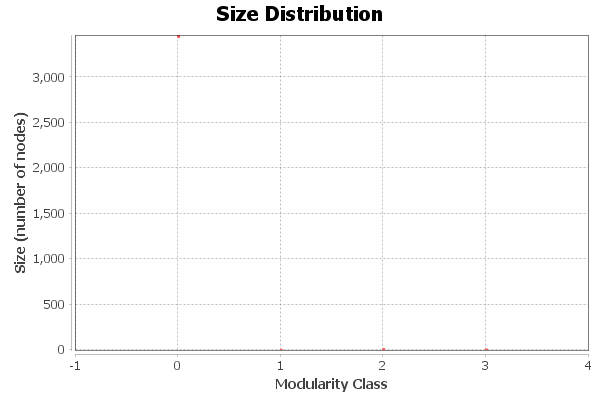 Size Distribution
3,000
2,500
2,000
1,500
1,000
500
0
Size (number of nodes)
-1 0 1 2 3 4
Modularity Class